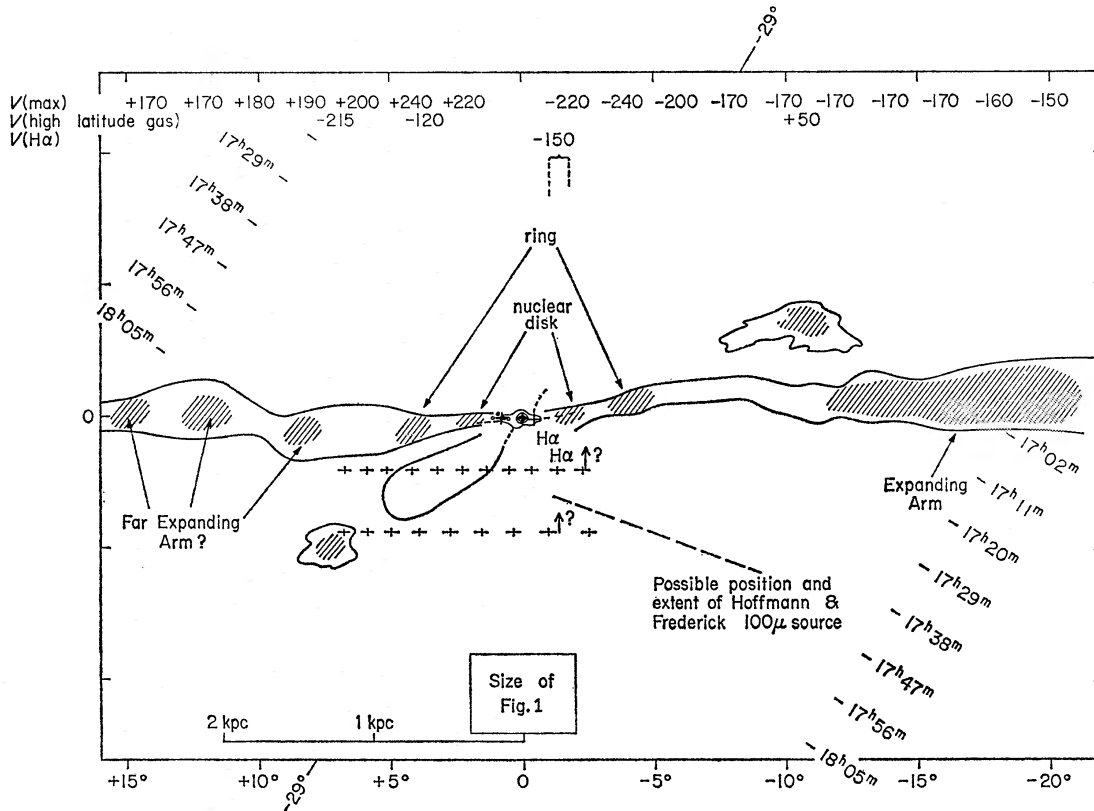 -29°
V(max) +170 +170 +180 +190 +200 +240 +220 -220 -240 -200 -170 -170 -170 -170 -170 -160 -150
V(high latitude gas) -215 -120 +50
V(Hα) -150
17ʰ29ᵐ
17ʰ38ᵐ
17ʰ47ᵐ
17ʰ56ᵐ
18ʰ05ᵐ
ring
nuclear
disk
0
Hα
Hα ?
?
Far Expanding
Arm ?
Expanding
Arm
17ʰ02ᵐ
17ʰ11ᵐ
17ʰ20ᵐ
17ʰ29ᵐ
17ʰ38ᵐ
17ʰ47ᵐ
17ʰ56ᵐ
18ʰ05ᵐ
Possible position and
extent of Hoffmann &
Frederick 100μ source
Size of
Fig.1
2 kpc 1 kpc
+15° +10° +5° 0 -5° -10° -15° -20°
-29°